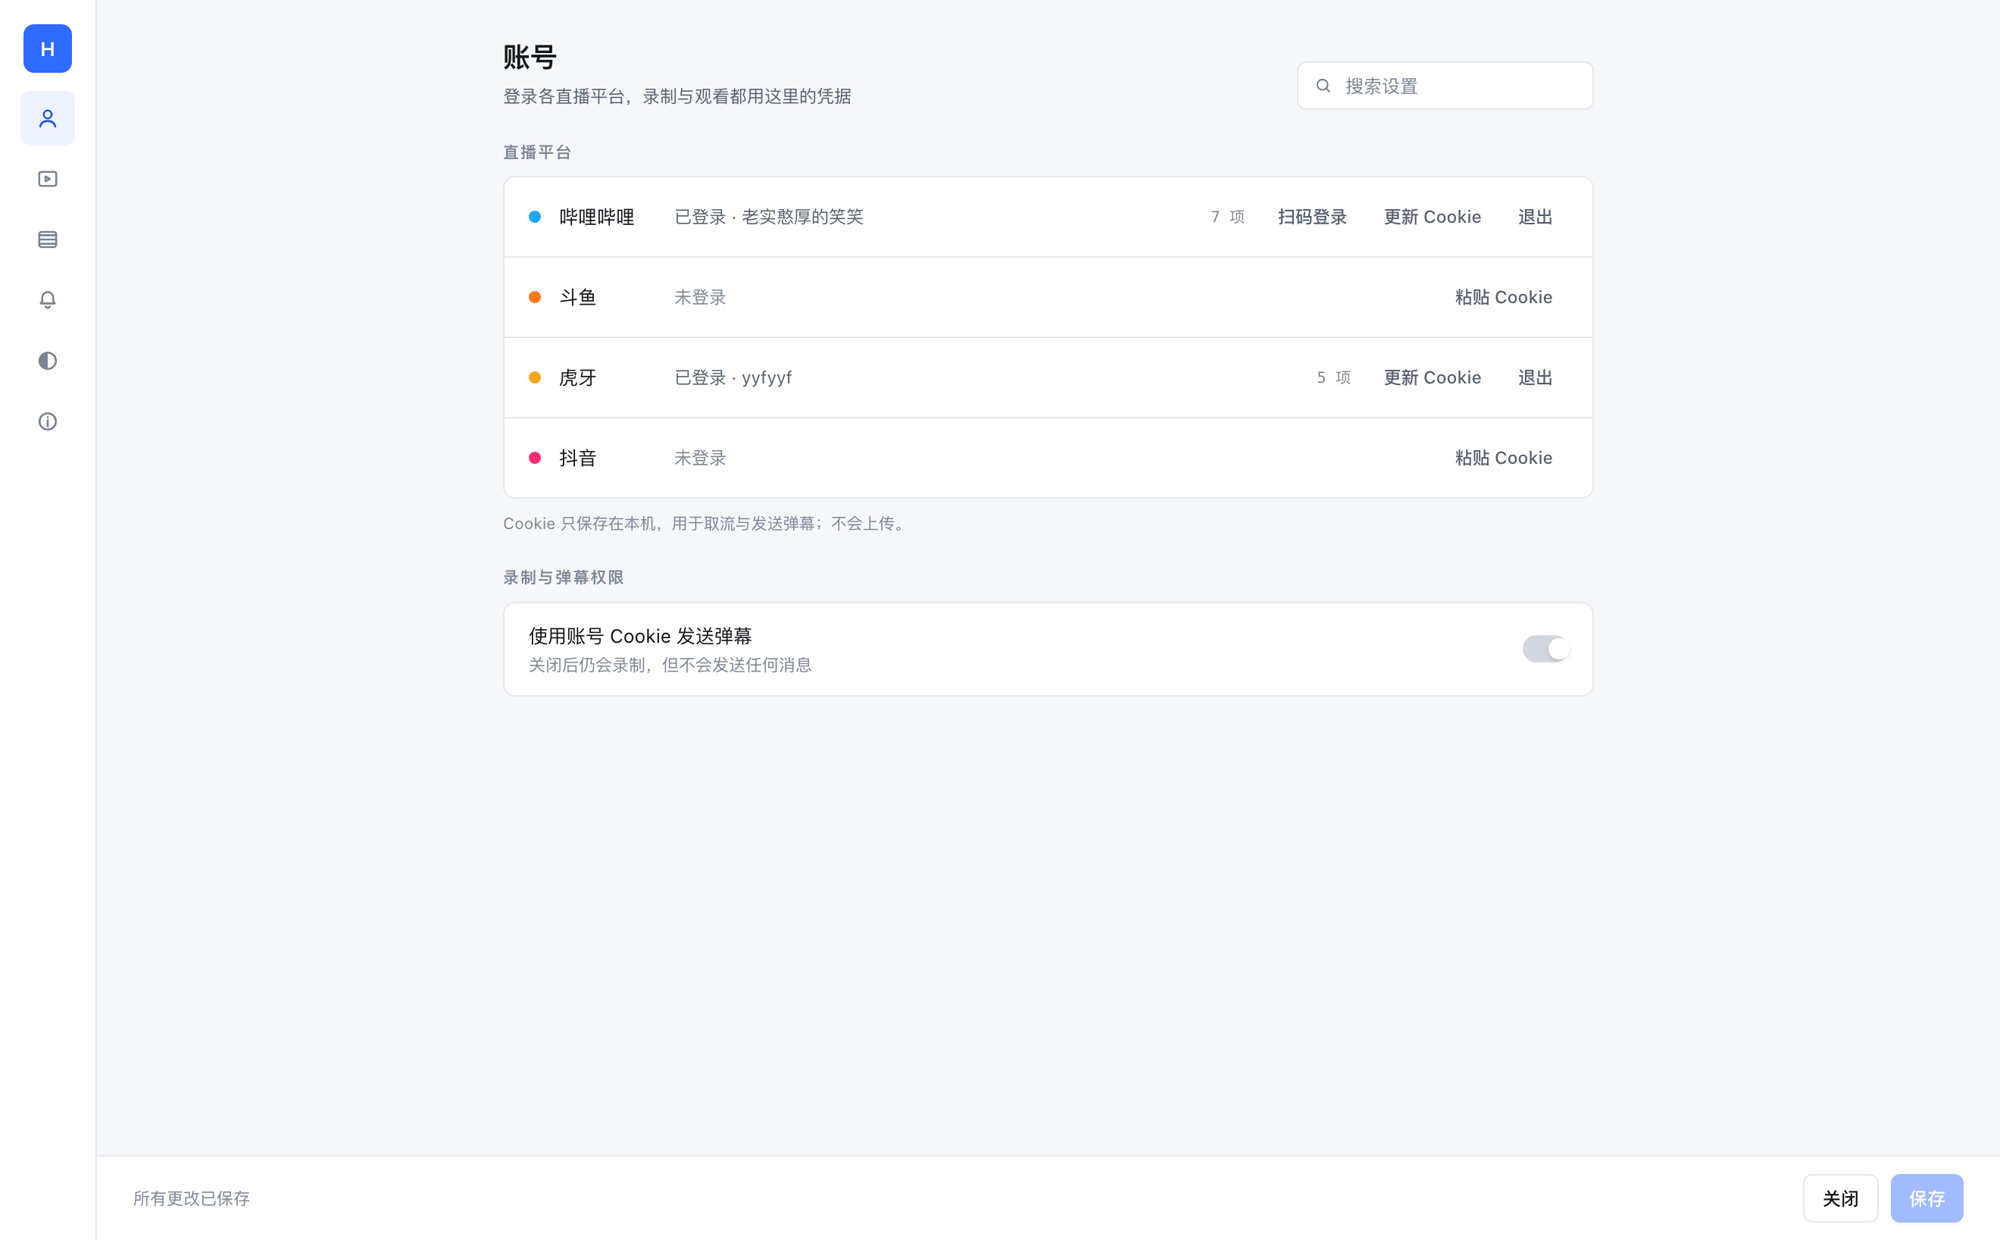 H
账号
登录各直播平台，录制与观看都用这里的凭据
搜索设置
直播平台
哔哩哔哩 已登录 · 老实憨厚的笑笑 7 项 扫码登录 更新 Cookie 退出
斗鱼 未登录 粘贴 Cookie
虎牙 已登录 · yyfyyf 5 项 更新 Cookie 退出
抖音 未登录 粘贴 Cookie
Cookie 只保存在本机，用于取流与发送弹幕；不会上传。
录制与弹幕权限
使用账号 Cookie 发送弹幕
关闭后仍会录制，但不会发送任何消息
所有更改已保存 关闭 保存